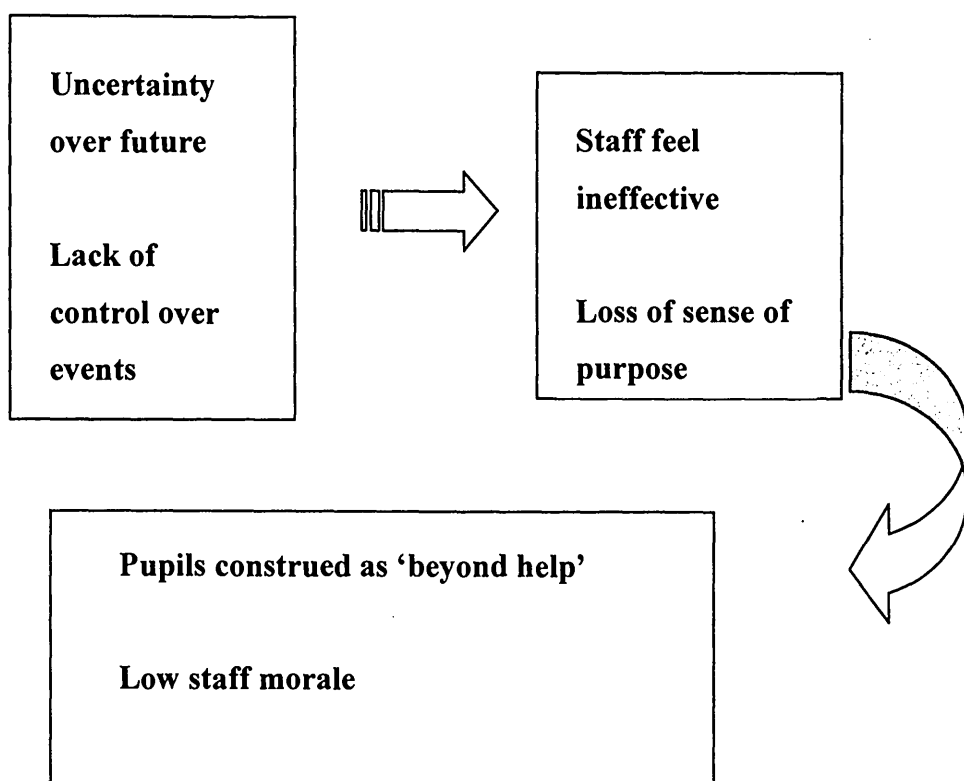 Uncertainty
over future
Lack of
control over
events
Staff feel
ineffective
Loss of sense of
purpose
Pupils construed as ‘beyond help’
Low staff morale